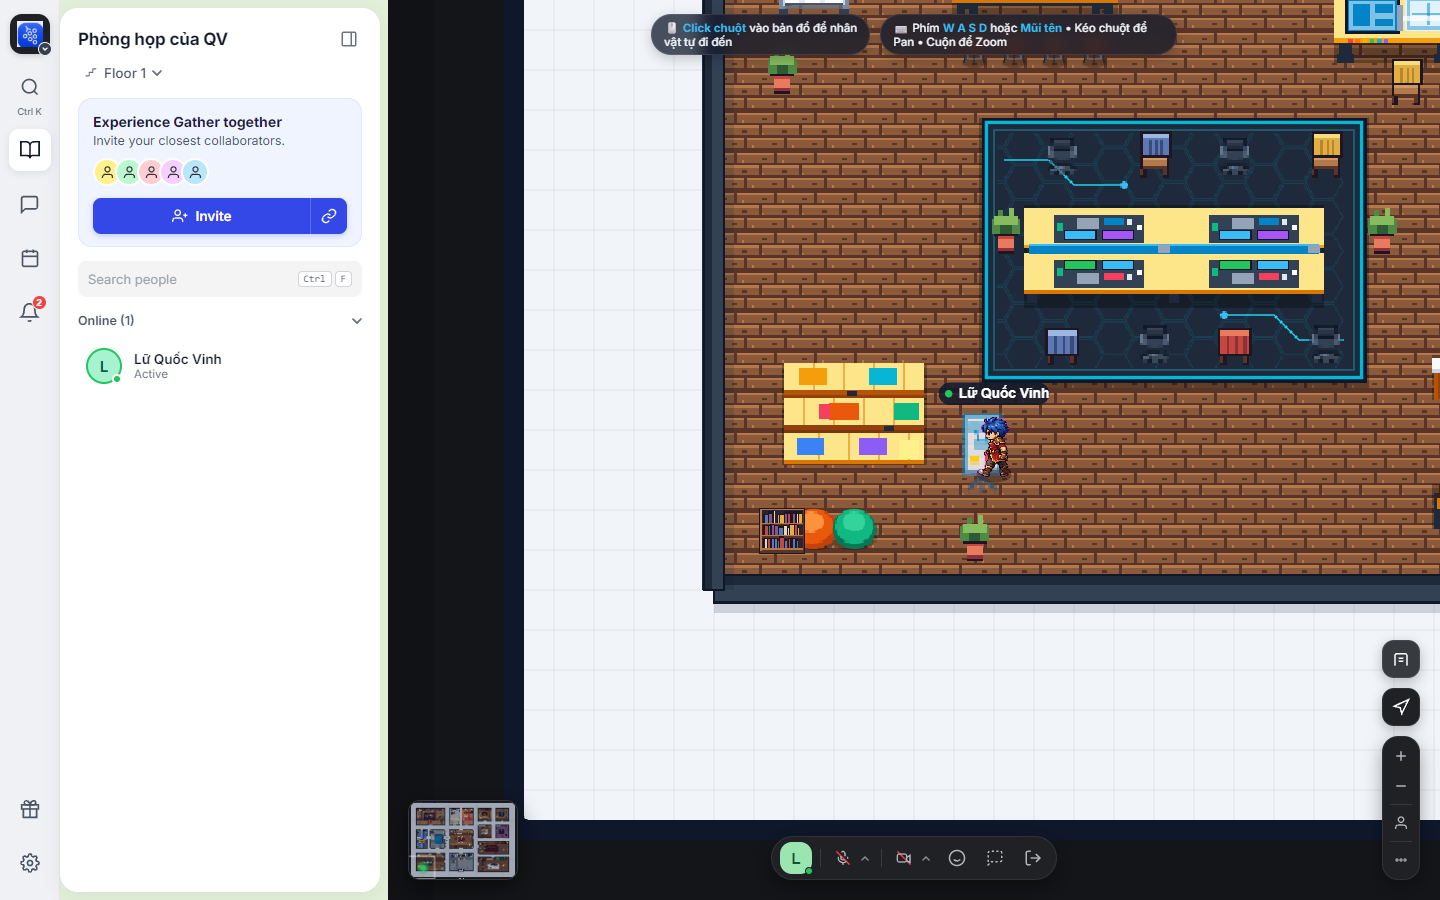 Phòng họp của QV
Floor 1
Ctrl K
Experience Gather together
Invite your closest collaborators.
Invite
Search people
Ctrl F
Online (1)
2
L
Lữ Quốc Vinh
Active
Click chuột vào bàn đồ để nhân
vật tự đi đến
Phím W A S D hoặc Mũi tên • Kéo chuột để
Pan • Cuộn để Zoom
Lữ Quốc Vinh
L